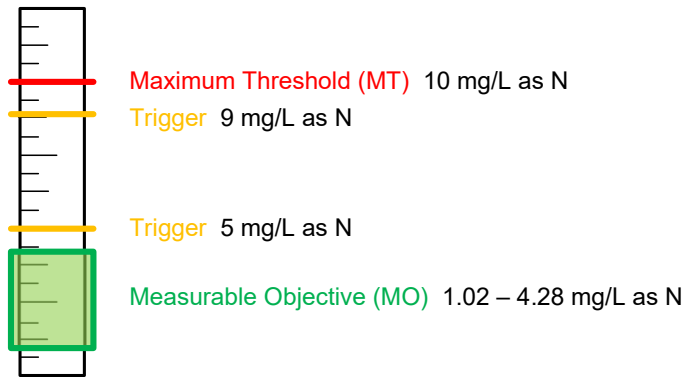 Maximum Threshold (MT) 10 mg/L as N
Trigger 9 mg/L as N
Trigger 5 mg/L as N
Measurable Objective (MO) 1.02 – 4.28 mg/L as N